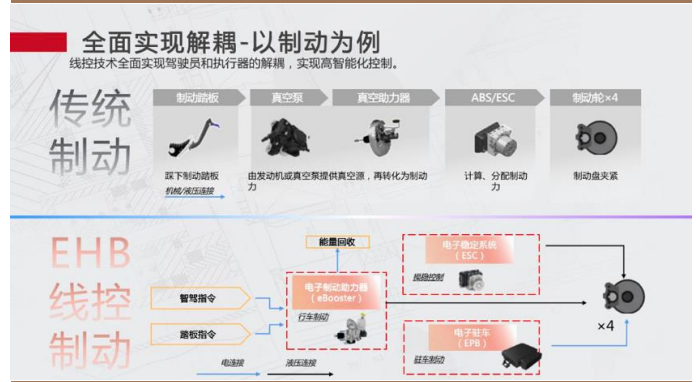 全面实现解耦-以制动为例
线控技术全面实现驾驶员和执行器的解耦，实现高智能化控制。
传统
制动
制动踏板
真空泵
真空助力器
ABS/ESC
制动轮×4
踩下制动踏板
由发动机或真空泵提供真空源，再转化为制动
力
计算、分配制动
力
制动盘夹紧
机械/液压连接
EHB
线控
制动
能量回收
智驾指令
踏板指令
电子制动助力器
（eBooster）
行车制动
电子稳定系统
（ESC）
操稳控制
电子驻车
（EPB）
驻车制动
×4
电连接
液压连接